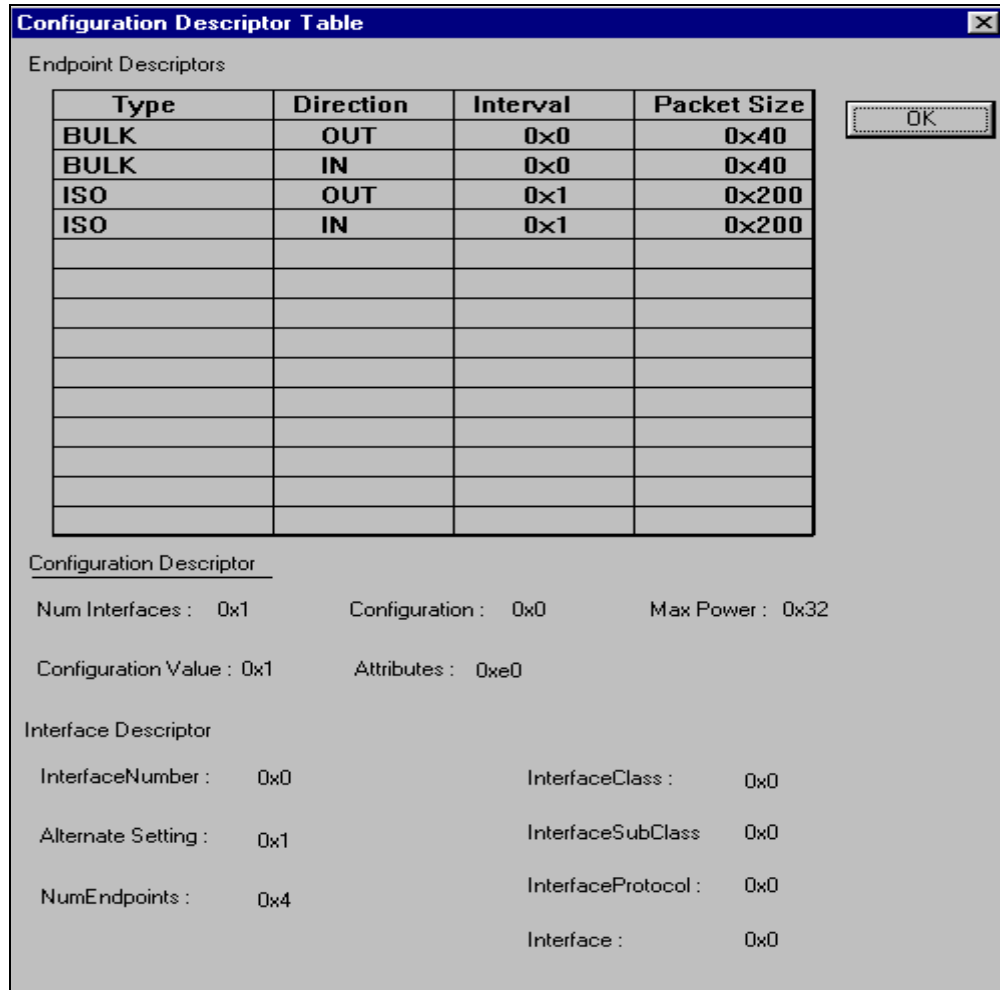 Configuration Descriptor Table
Endpoint Descriptors
Type Direction Interval Packet Size
OK
BULK OUT 0x0 0x40
BULK IN 0x0 0x40
ISO OUT 0x1 0x200
ISO IN 0x1 0x200
Configuration Descriptor
Num Interfaces : 0x1 Configuration : 0x0 Max Power : 0x32
Configuration Value : 0x1 Attributes : 0xe0
Interface Descriptor
InterfaceNumber : 0x0 InterfaceClass : 0x0
Alternate Setting : 0x1 InterfaceSubClass 0x0
NumEndpoints : 0x4 InterfaceProtocol : 0x0
Interface : 0x0